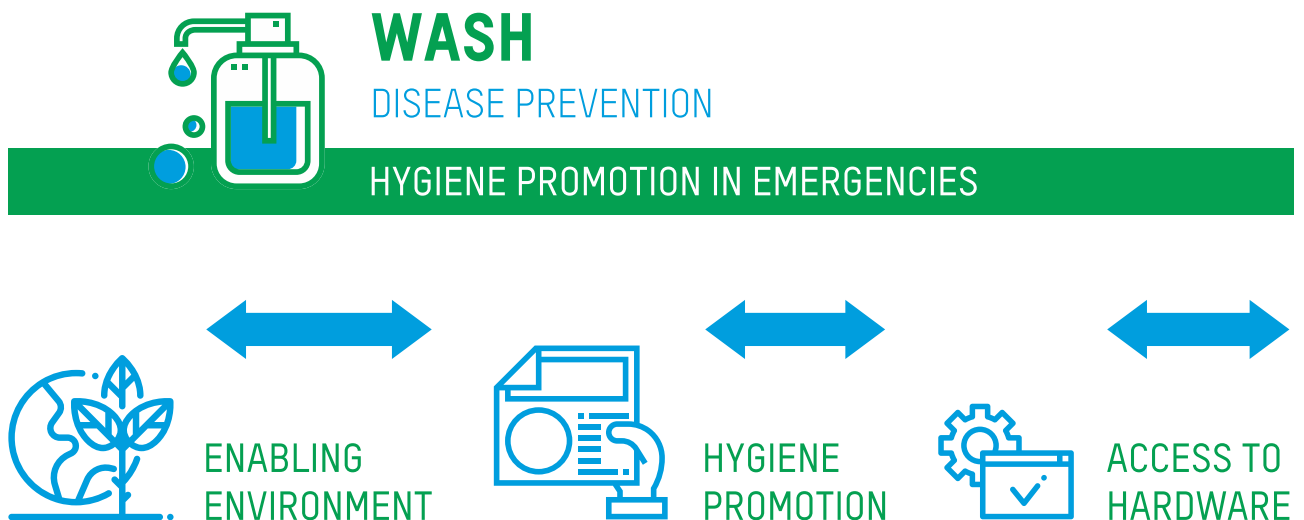 WASH
DISEASE PREVENTION
HYGIENE PROMOTION IN EMERGENCIES
ENABLING
ENVIRONMENT
HYGIENE
PROMOTION
ACCESS TO
HARDWARE